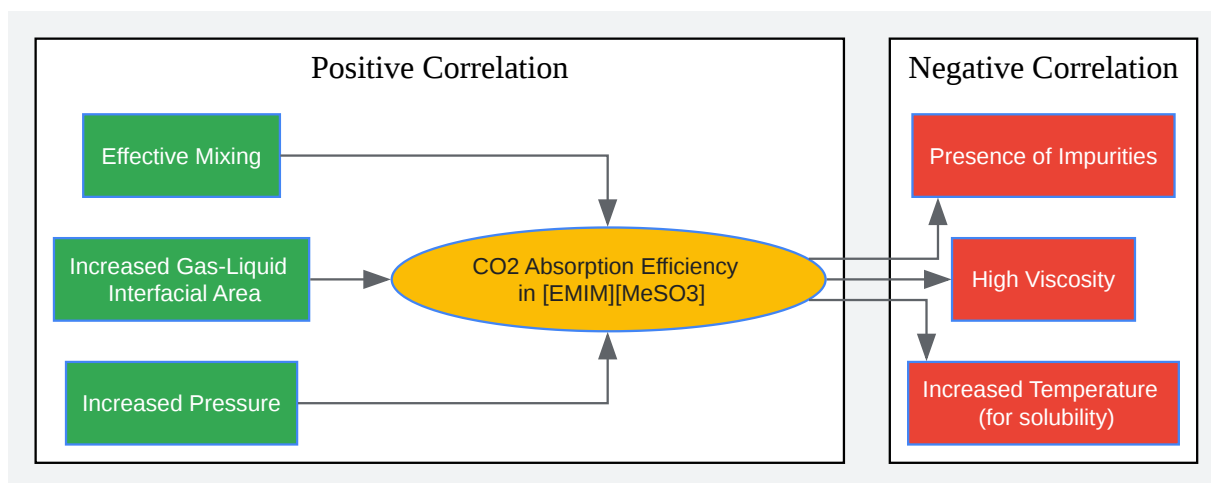 Positive Correlation
Effective Mixing
Increased Gas-Liquid
Interfacial Area
Increased Pressure
CO2 Absorption Efficiency
in [EMIM][MeSO3]
Negative Correlation
Presence of Impurities
High Viscosity
Increased Temperature
(for solubility)